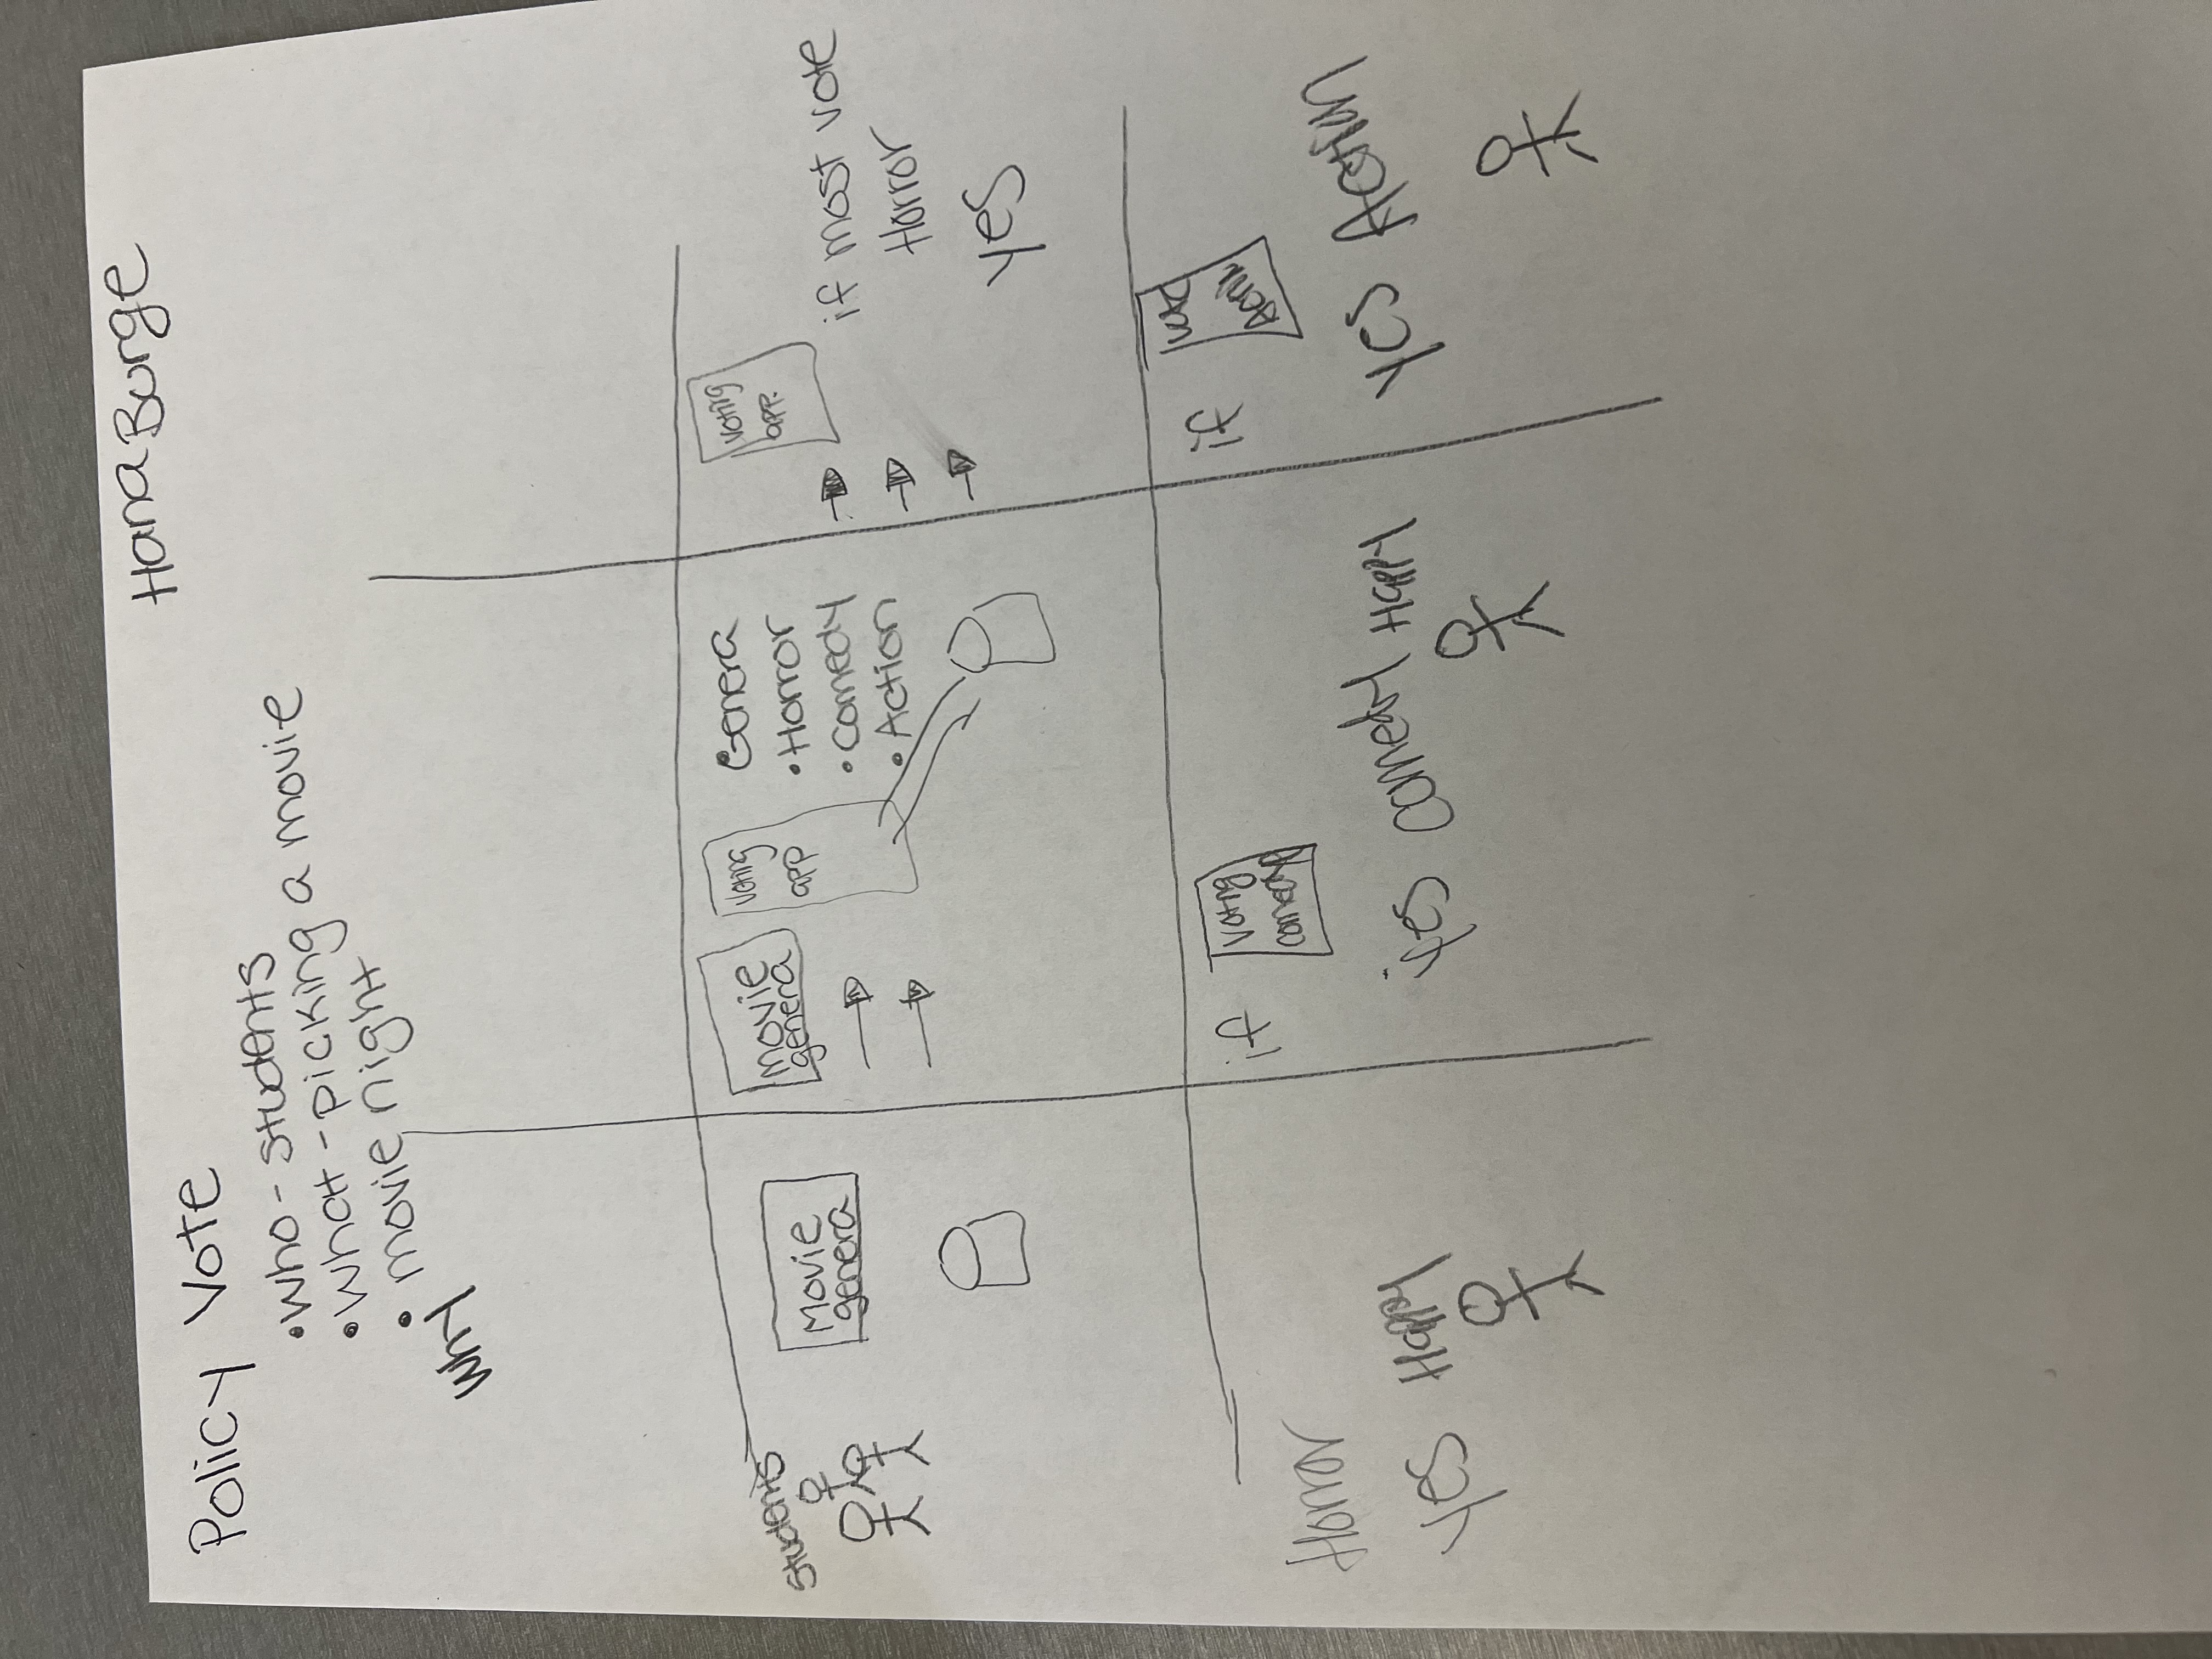 Hana Burge
Policy Vote
• who - students
• what - picking a movie
• movie night
why
students
Movie
genera
movie
genera
voting
app
Genera
• Horror
• comedy
• Action
voting
app.
if most vote
Horror
yes
Horror
yes Happy
if
Voting
comedy
yes comedy Happy
if
Vote
Action
yes Action